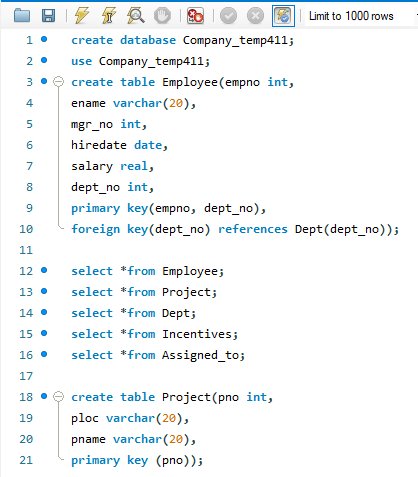 Limit to 1000 rows
1 create database Company_temp411;
2 use Company_temp411;
3 create table Employee(empno int,
4 ename varchar(20),
5 mgr_no int,
6 hiredate date,
7 salary real,
8 dept_no int,
9 primary key(empno, dept_no),
10 foreign key(dept_no) references Dept(dept_no));
11
12 select *from Employee;
13 select *from Project;
14 select *from Dept;
15 select *from Incentives;
16 select *from Assigned_to;
17
18 create table Project(pno int,
19 ploc varchar(20),
20 pname varchar(20),
21 primary key (pno));